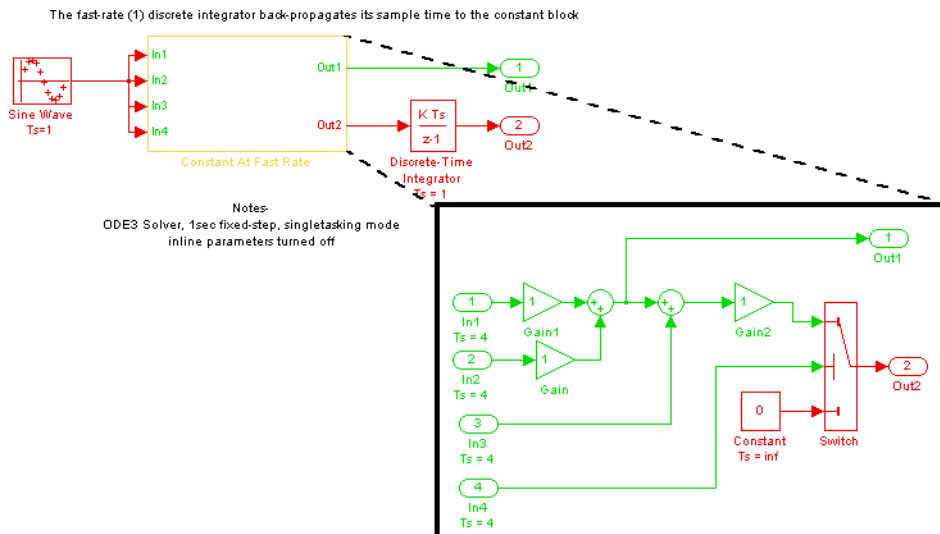 The fast-rate (1) discrete integrator back-propagates its sample time to the constant block
In1
In2
In3
In4
Out1
Out2
Constant At Fast Rate
Sine Wave
Ts=1
1
Out1
K Ts
z-1
Discrete-Time
Integrator
Ts = 1
2
Out2
Notes-
ODE3 Solver, 1sec fixed-step, singletasking mode
inline parameters turned off
1
Out1
1
In1
Ts = 4
1
Gain1
+
+
+
+
1
Gain2
2
In2
Ts = 4
1
Gain
3
In3
Ts = 4
0
Constant
Ts = inf
Switch
2
Out2
4
In4
Ts = 4